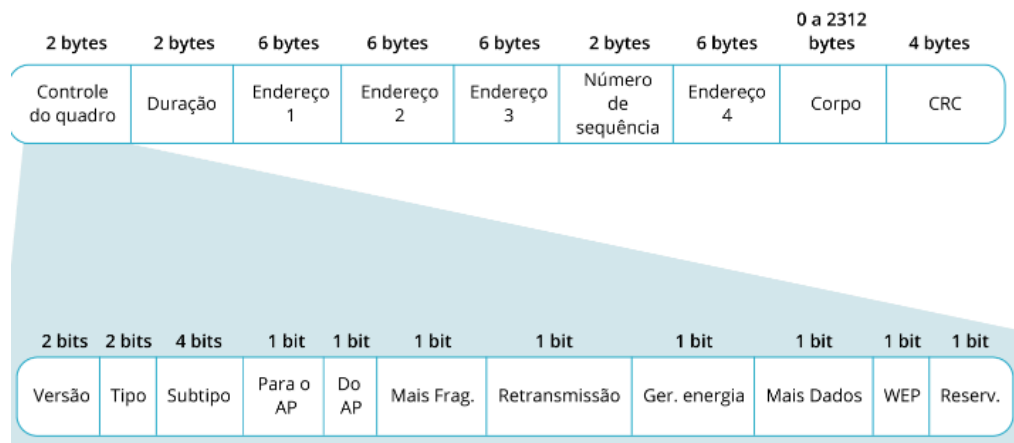 2 bytes 2 bytes 6 bytes 6 bytes 6 bytes 2 bytes 6 bytes 0 a 2312 bytes 4 bytes
Controle do quadro Duração Endereço 1 Endereço 2 Endereço 3 Número de sequência Endereço 4 Corpo CRC
2 bits 2 bits 4 bits 1 bit 1 bit 1 bit 1 bit 1 bit 1 bit 1 bit 1 bit
Versão Tipo Subtipo Para o AP Do AP Mais Frag. Retransmissão Ger. energia Mais Dados WEP Reserv.